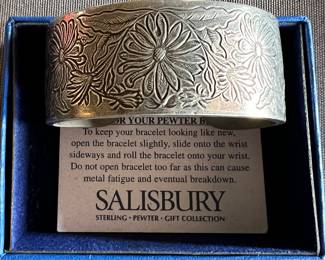 OR YOUR PEWTER B
To keep your bracelet looking like new,
open the bracelet slightly, slide onto the wrist
sideways and roll the bracelet onto your wrist.
Do not open bracelet too far as this can cause
metal fatigue and eventual breakdown.
SALISBURY
STERLING • PEWTER • GIFT COLLECTION